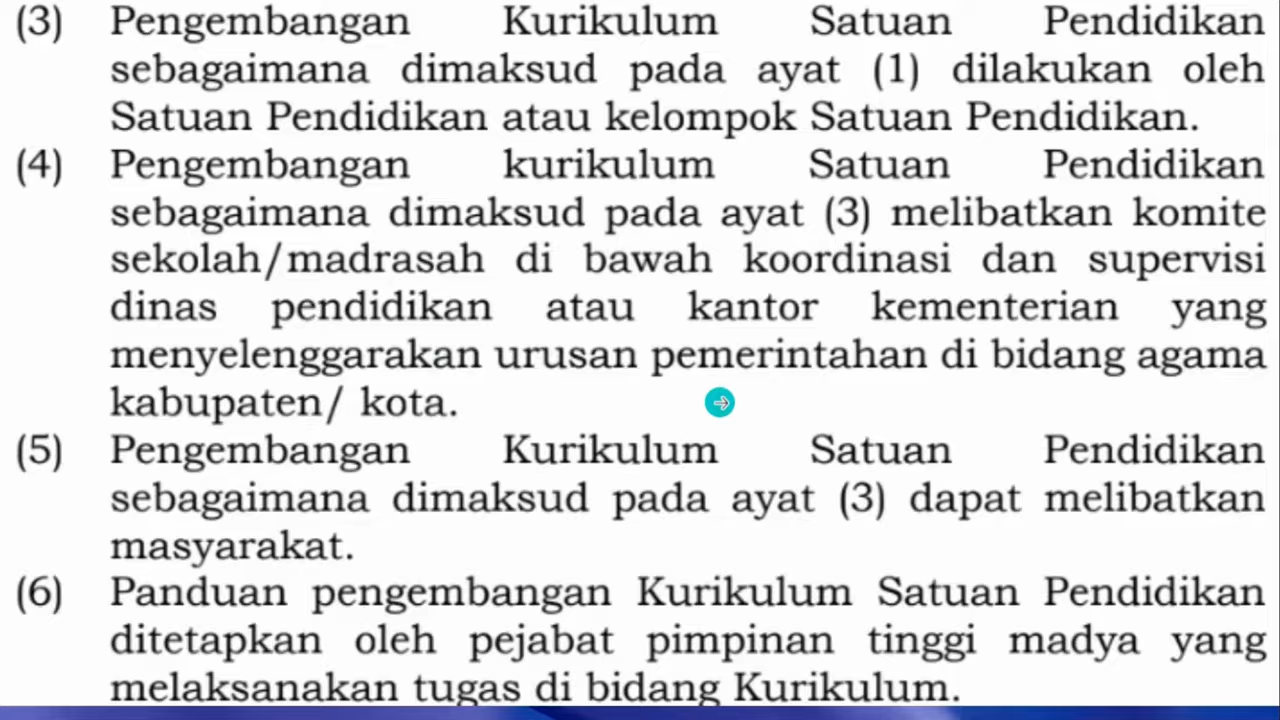 (3) Pengembangan Kurikulum Satuan Pendidikan
sebagaimana dimaksud pada ayat (1) dilakukan oleh
Satuan Pendidikan atau kelompok Satuan Pendidikan.
(4) Pengembangan kurikulum Satuan Pendidikan
sebagaimana dimaksud pada ayat (3) melibatkan komite
sekolah/madrasah di bawah koordinasi dan supervisi
dinas pendidikan atau kantor kementerian yang
menyelenggarakan urusan pemerintahan di bidang agama
kabupaten/ kota.
(5) Pengembangan Kurikulum Satuan Pendidikan
sebagaimana dimaksud pada ayat (3) dapat melibatkan
masyarakat.
(6) Panduan pengembangan Kurikulum Satuan Pendidikan
ditetapkan oleh pejabat pimpinan tinggi madya yang
melaksanakan tugas di bidang Kurikulum.